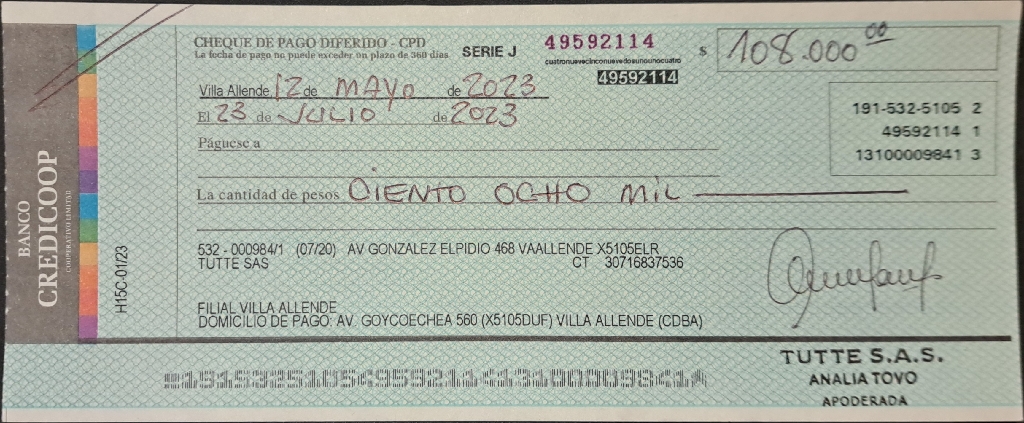 BANCO
CREDICOOP
COOPERATIVO LIMITADO
H15C-01/23
CHEQUE DE PAGO DIFERIDO - CPD
La fecha de pago no puede exceder un plazo de 360 días
SERIE J
49592114
cuatronuevecinconuevedosunounocuatro
49592114
$ 108.000 00
Villa Allende, 12 de MAYO de 2023
El 23 de JULIO de 2023
191-532-5105 2
49592114 1
13100009841 3
Páguese a
La cantidad de pesos CIENTO OCHO MIL
532 - 000984/1 (07/20) AV GONZALEZ ELPIDIO 468 VAALLENDE X5105ELR
TUTTE SAS CT 30716837536
FILIAL VILLA ALLENDE
DOMICILIO DE PAGO: AV. GOYCOECHEA 560 (X5105DUF) VILLA ALLENDE (CDBA)
TUTTE S.A.S.
ANALIA TOVO
APODERADA